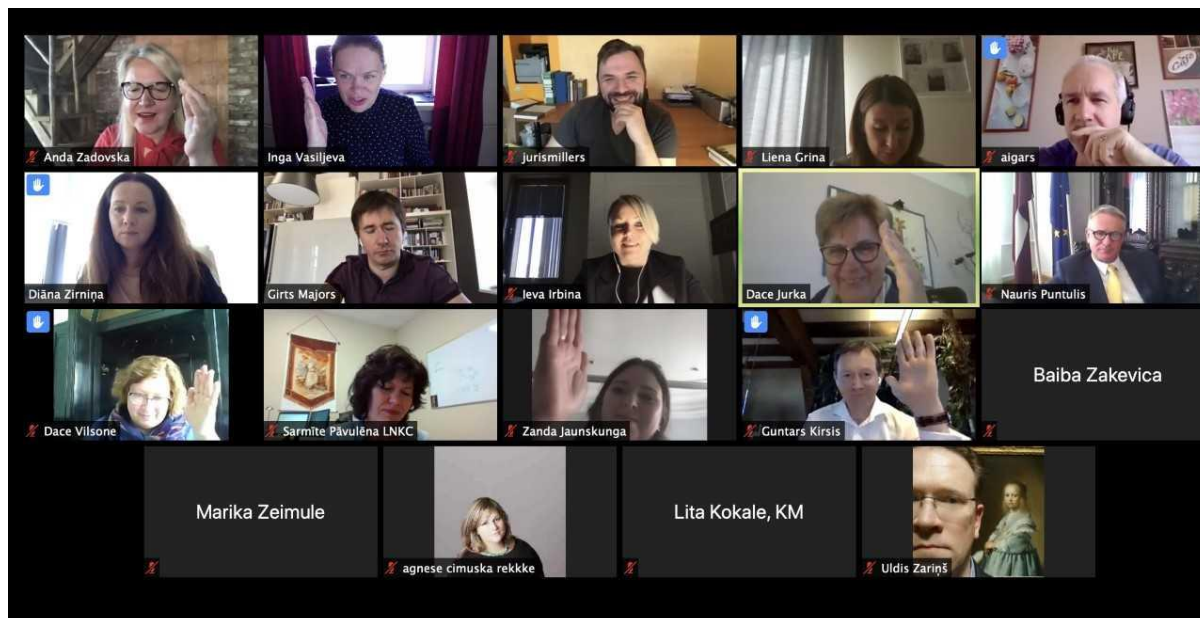 Anda Zadovska
Inga Vasiljeva
jurismillers
Liena Grina
aigars
Diāna Zirniņa
Girts Majors
Ieva Irbina
Dace Jurka
Nauris Puntulis
Dace Vilsone
Sarmīte Pāvulēna LNKC
Zanda Jaunskunga
Guntars Kirsis
Baiba Zakevica
Marika Zeimule
agnese cimuska rekkke
Lita Kokale, KM
Uldis Zariņš